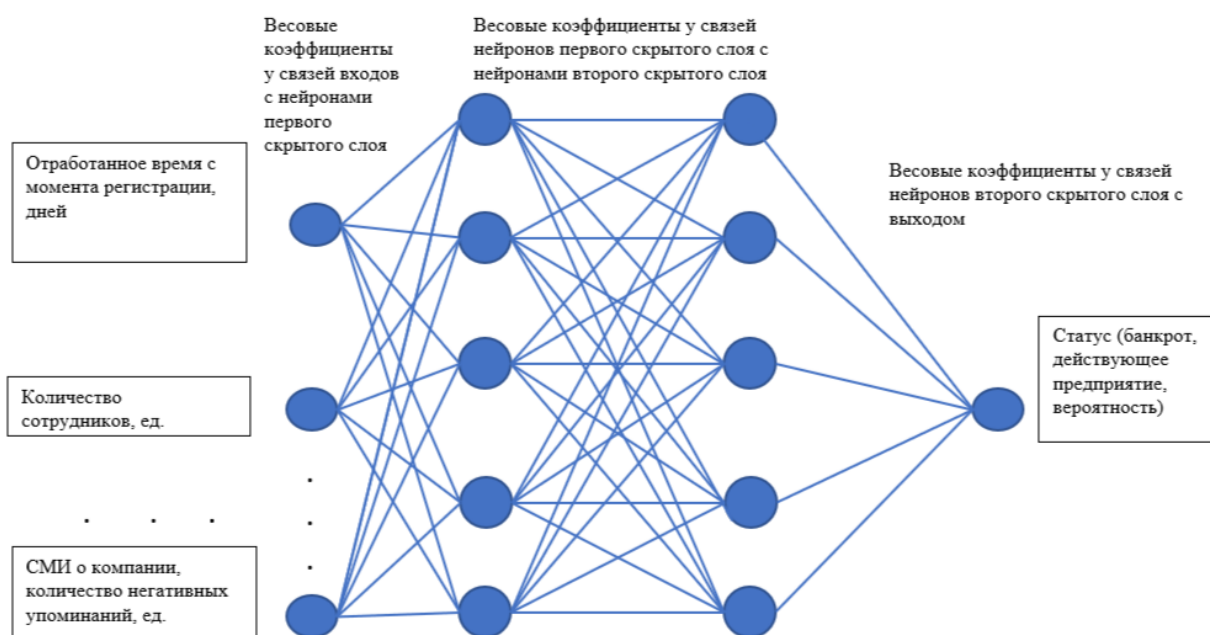 Весовые
коэффициенты
у связей входов
с нейронами
первого
скрытого слоя
Весовые коэффициенты у связей
нейронов первого скрытого слоя с
нейронами второго скрытого слоя
Отработанное время с
момента регистрации,
дней
Весовые коэффициенты у связей
нейронов второго скрытого слоя с
выходом
Количество
сотрудников, ед.
Статус (банкрот,
действующее
предприятие,
вероятность)
. . .
СМИ о компании,
количество негативных
упоминаний, ед.